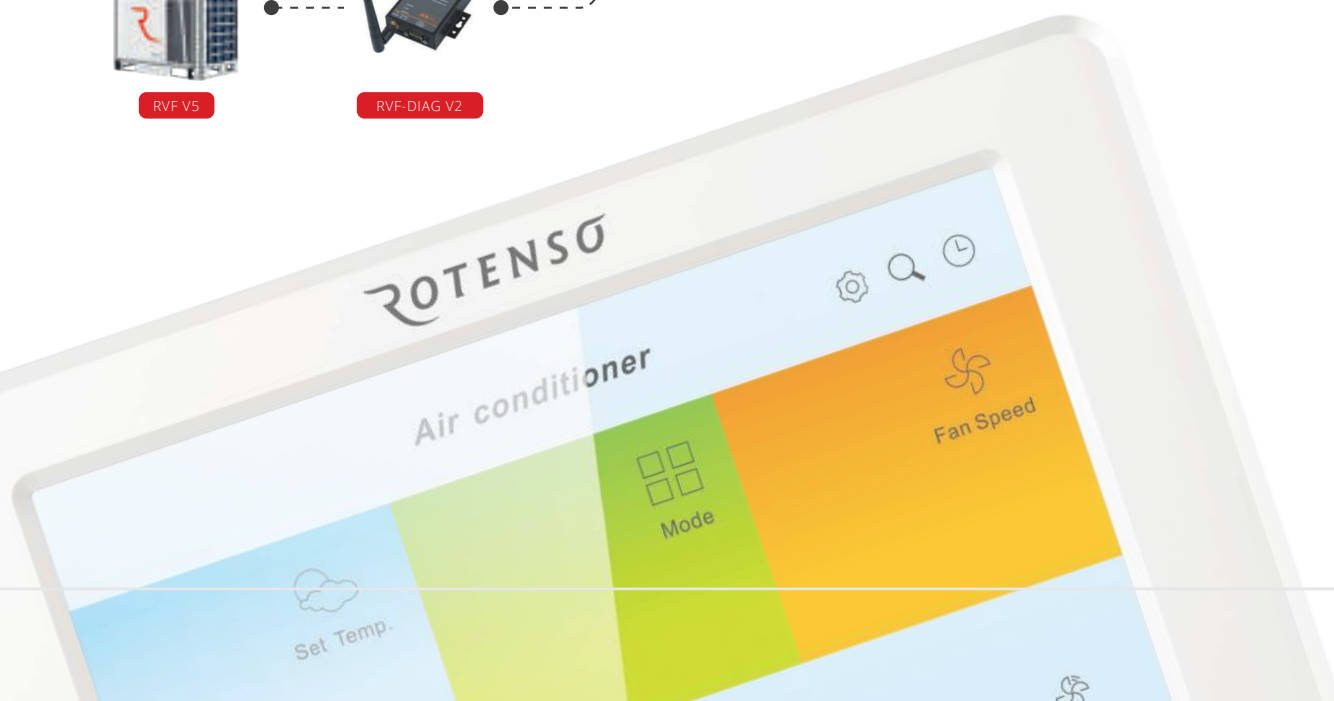 RVF V5
RVF-DIAG V2
ROTENSO
Air conditioner
Fan Speed
Mode
Set Temp.